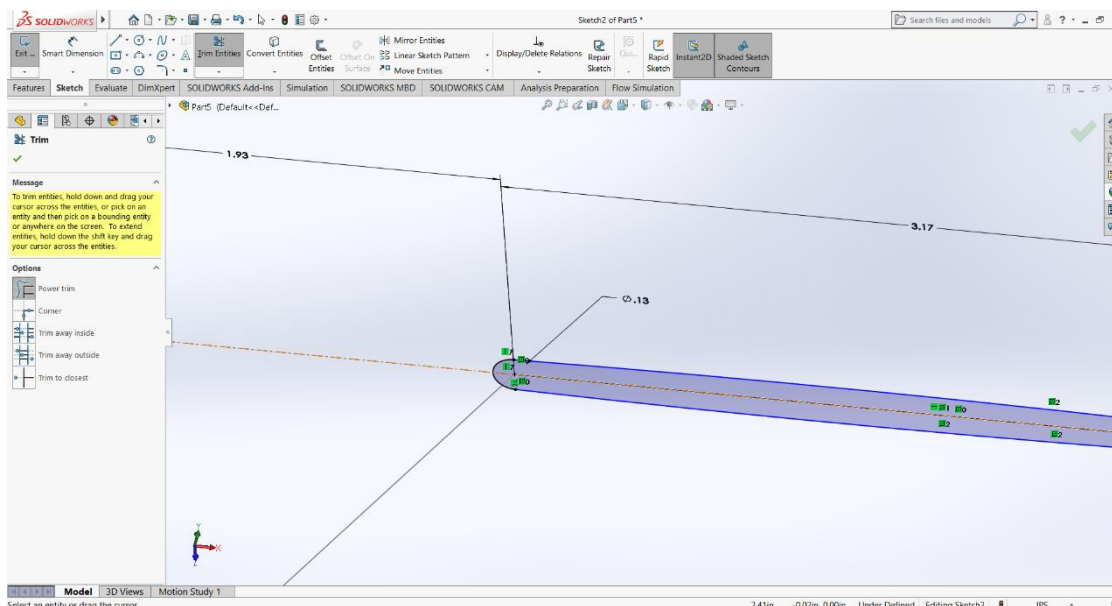 SOLIDWORKS
Sketch2 of Part5 *
Search files and models
Exit ...
Smart Dimension
Trim Entities
Convert Entities
Offset Entities
Offset On Surface
Mirror Entities
Linear Sketch Pattern
Move Entities
Display/Delete Relations
Repair Sketch
Qui...
Rapid Sketch
Instant2D
Shaded Sketch Contours
Features Sketch Evaluate DimXpert SOLIDWORKS Add-Ins Simulation SOLIDWORKS MBD SOLIDWORKS CAM Analysis Preparation Flow Simulation
Part5 (Default<<Def...
Trim
Message
To trim entities, hold down and drag your
cursor across the entities, or pick on an
entity and then pick on a bounding entity
or anywhere on the screen. To extend
entities, hold down the shift key and drag
your cursor across the entities.
Options
Power trim
Corner
Trim away inside
Trim away outside
Trim to closest
1.93
3.17
∅.13
Y
X
Z
Model 3D Views Motion Study 1
Select an entity or drag the cursor
2.41in -0.02in 0.00in Under Defined Editing Sketch2 IPS